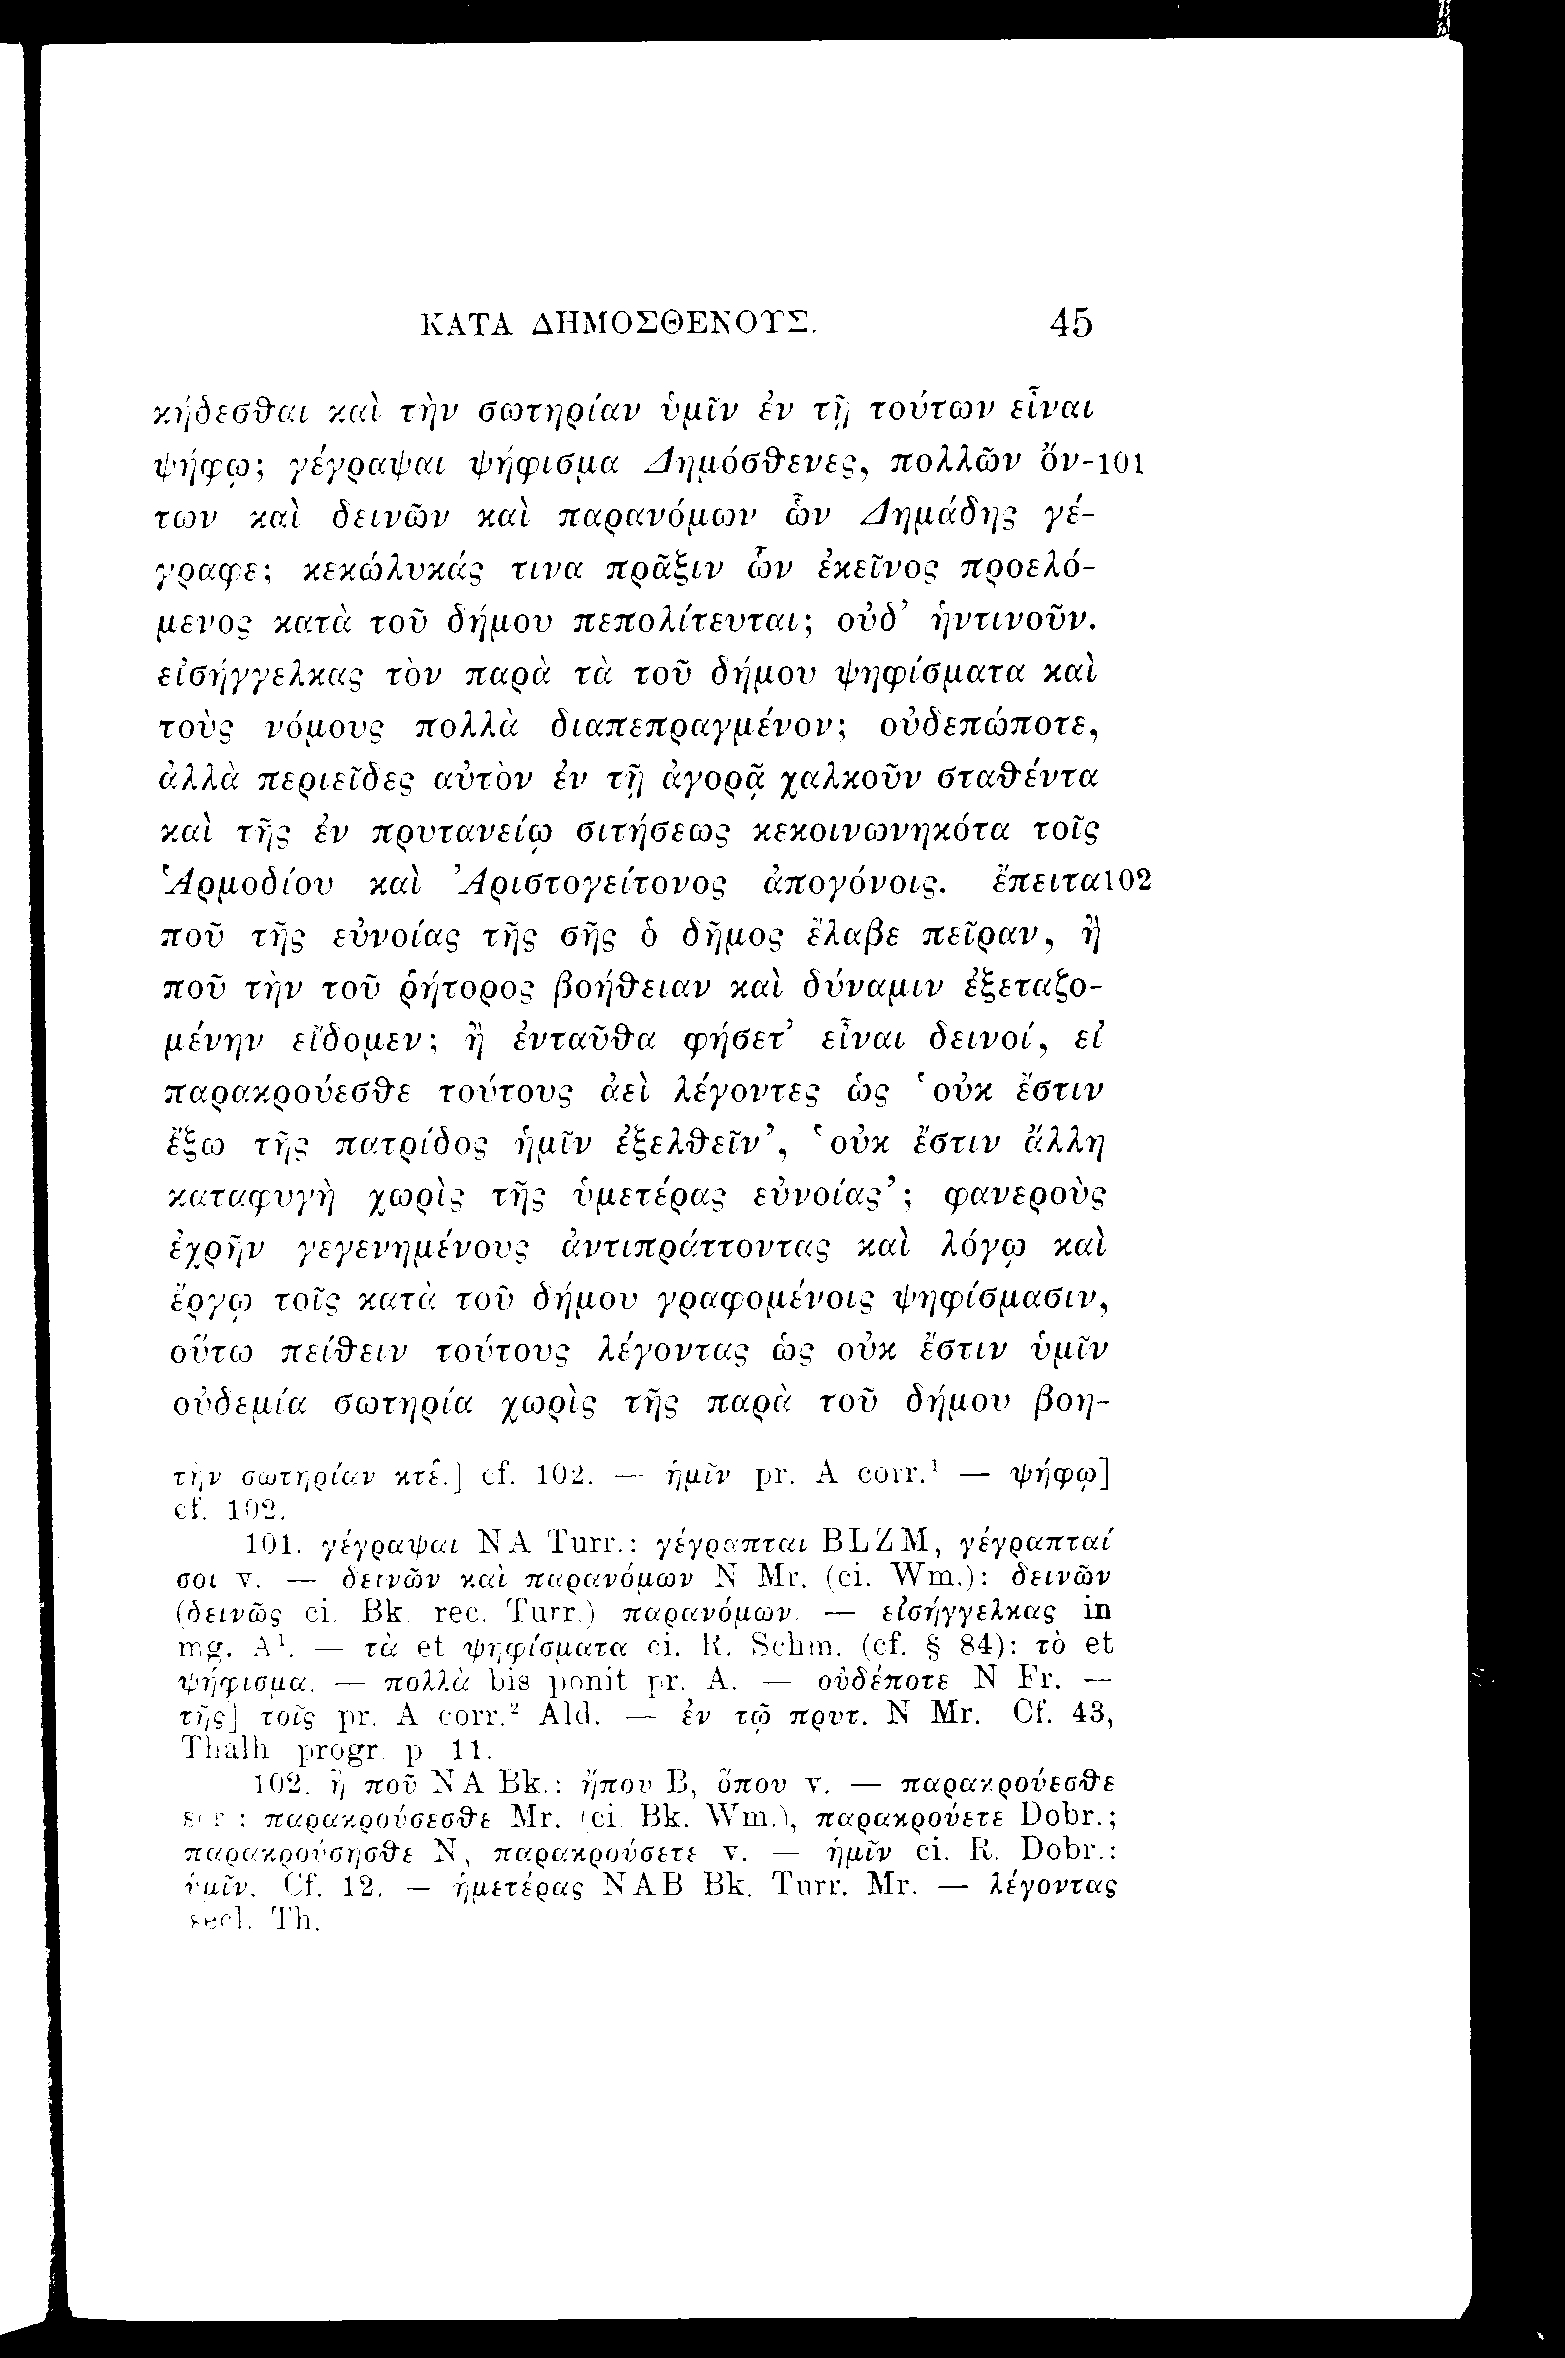 ΚΑΤΑ ΔΗΜΟΣΘΕΝΟΥΣ. 45
κήδεσθαι καὶ τὴν σωτηρίαν ὑμῖν ἐν τῇ τούτων εἶναι
ψήφῳ; γέγραψαι ψήφισμα Δημόσθενες, πολλῶν ὄν-101
των καὶ δεινῶν καὶ παρανόμων ὧν Δημάδης γέ-
γραφε; κεκώλυκάς τινα πρᾶξιν ὧν ἐκεῖνος προελό-
μενος κατὰ τοῦ δήμου πεπολίτευται; οὐδ’ ἡντινοῦν.
εἰσήγγελκας τὸν παρὰ τὰ τοῦ δήμου ψηφίσματα καὶ
τοὺς νόμους πολλὰ διαπεπραγμένον; οὐδεπώποτε,
ἀλλὰ περιεῖδες αὐτὸν ἐν τῇ ἀγορᾷ χαλκοῦν σταθέντα
καὶ τῆς ἐν πρυτανείῳ σιτήσεως κεκοινωνηκότα τοῖς
Ἁρμοδίου καὶ Ἀριστογείτονος ἀπογόνοις. ἔπειτα102
ποῦ τῆς εὐνοίας τῆς σῆς ὁ δῆμος ἔλαβε πεῖραν, ἢ
ποῦ τὴν τοῦ ῥήτορος βοήθειαν καὶ δύναμιν ἐξεταζο-
μένην εἴδομεν; ἢ ἐνταῦθα φήσετ’ εἶναι δεινοί, εἰ
παρακρούεσθε τούτους ἀεὶ λέγοντες ὡς ‘οὐκ ἔστιν
ἔξω τῆς πατρίδος ἡμῖν ἐξελθεῖν’, ‘οὐκ ἔστιν ἄλλη
καταφυγὴ χωρὶς τῆς ὑμετέρας εὐνοίας’; φανεροὺς
ἐχρῆν γεγενημένους ἀντιπράττοντας καὶ λόγῳ καὶ
ἔργῳ τοῖς κατὰ τοῦ δήμου γραφομένοις ψηφίσμασιν,
οὕτω πείθειν τούτους λέγοντας ὡς οὐκ ἔστιν ὑμῖν
οὐδεμία σωτηρία χωρὶς τῆς παρὰ τοῦ δήμου βοη-
τὴν σωτηρίαν κτἑ.] cf. 102. — ἡμῖν pr. A corr.¹ — ψήφῳ]
cf. 102.
101. γέγραψαι NA Turr.: γέγραπται BLZM, γέγραπταί
σοι v. — δεινῶν καὶ παρανόμων N Mr. (ci. Wm.): δεινῶν
(δεινῶς ci. Bk. rec. Turr.) παρανόμων. — εἰσήγγελκας in
mg. A¹. — τὰ et ψηφίσματα ci. R. Schm. (cf. § 84): τὸ et
ψήφισμα. — πολλὰ bis ponit pr. A. — οὐδέποτε N Fr. —
τῆς] τοῖς pr. A corr.² Ald. — ἐν τῷ πρυτ. N Mr. Cf. 43,
Thalh progr. p 11.
102. ἢ ποῦ NA Bk.: ἤπου B, ὅπου v. — παρακρούεσθε
: παρακρούσεσθε Mr. (ci. Bk. Wm.), παρακρούετε Dobr.;
παρακρούσησθε N, παρακρούσετε v. — ἡμῖν ci. R. Dobr.:
ὑμῖν. Cf. 12. — ἡμετέρας NAB Bk. Turr. Mr. — λέγοντας
secl. Th.